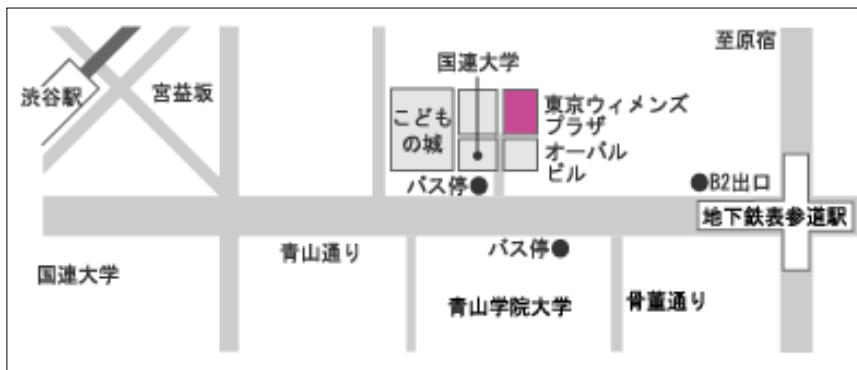 至原宿
国連大学
渋谷駅
宮益坂
こども
の城
東京ウィメンズ
プラザ
オーバル
ビル
バス停●
●B2出口
地下鉄表参道駅
青山通り
バス停●
国連大学
青山学院大学
骨董通り